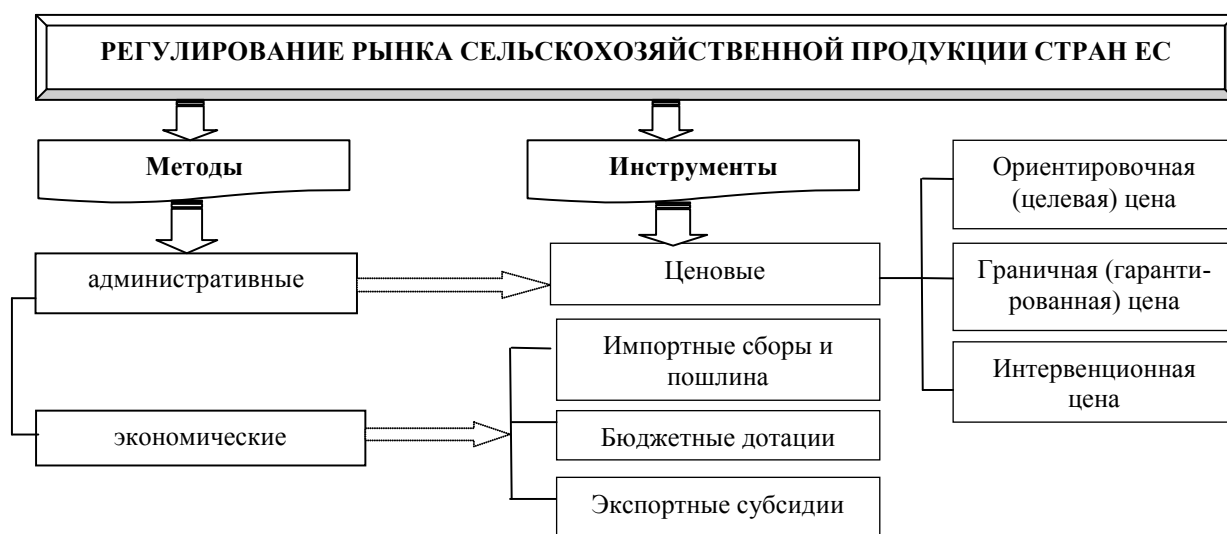 РЕГУЛИРОВАНИЕ РЫНКА СЕЛЬСКОХОЗЯЙСТВЕННОЙ ПРОДУКЦИИ СТРАН ЕС
Методы
Инструменты
Ориентировочная
(целевая) цена
административные
Ценовые
Граничная (гаранти-
рованная) цена
Импортные сборы и
пошлина
Интервенционная
цена
экономические
Бюджетные дотации
Экспортные субсидии